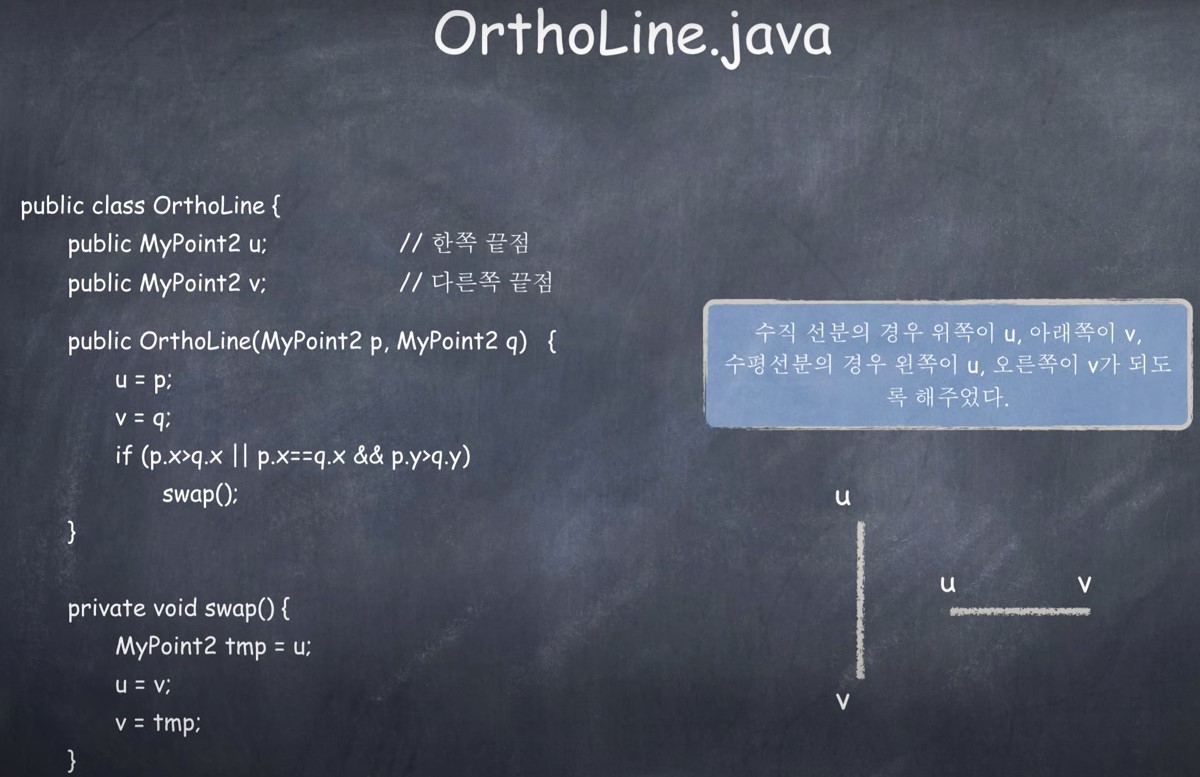 OrthoLine.java
public class OrthoLine {
public MyPoint2 u; // 한쪽 끝점
public MyPoint2 v; // 다른쪽 끝점
public OrthoLine(MyPoint2 p, MyPoint2 q) {
u = p;
v = q;
if (p.x>q.x || p.x==q.x && p.y>q.y)
swap();
}
private void swap() {
MyPoint2 tmp = u;
u = v;
v = tmp;
}
수직 선분의 경우 위쪽이 u, 아래쪽이 v,
수평선분의 경우 왼쪽이 u, 오른쪽이 v가 되도
록 해주었다.
u
u v
v